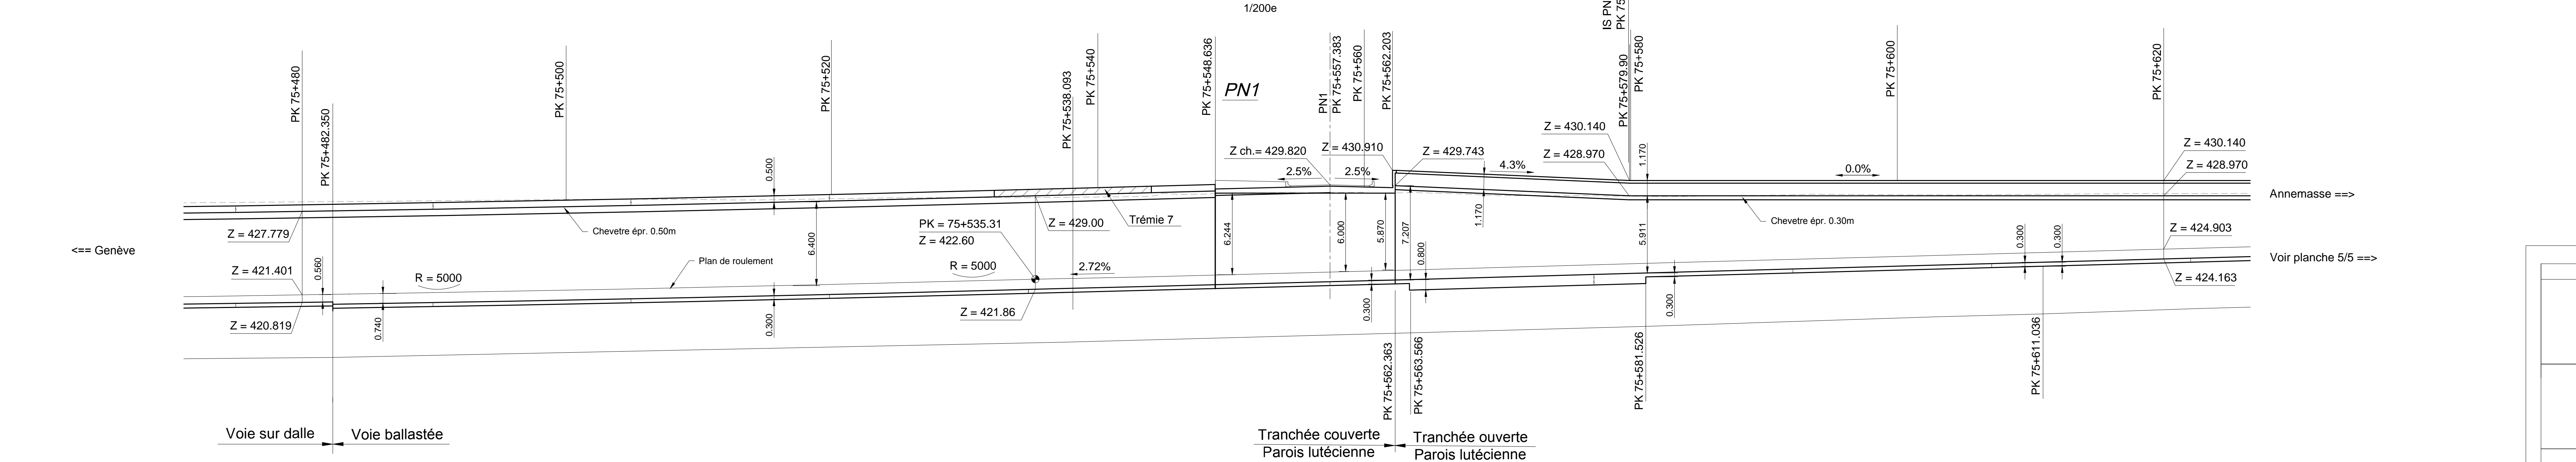 1/200e
PK 75+480
PK 75+482.350
PK 75+500
PK 75+520
PK 75+538.093
PK 75+540
PK 75+548.636
PN1
PN1
PK 75+557.383
PK 75+560
PK 75+562.203
IS PN
PK 75
PK 75+579.90
PK 75+580
PK 75+600
PK 75+620
Z ch.= 429.820
Z = 430.910
Z = 429.743
Z = 430.140
Z = 428.970
Z = 430.140
Z = 428.970
2.5%
2.5%
4.3%
0.0%
0.500
1.170
1.170
Annemasse ==>
<== Genève
Z = 427.779
Chevetre épr. 0.50m
6.400
PK = 75+535.31
Z = 422.60
Z = 429.00
Trémie 7
6.244
6.000
5.870
7.207
0.800
5.911
Chevetre épr. 0.30m
0.300
0.300
Z = 424.903
Voir planche 5/5 ==>
Z = 424.163
Z = 421.401
0.560
R = 5000
Plan de roulement
R = 5000
2.72%
Z = 420.819
0.740
0.300
Z = 421.86
0.300
0.300
PK 75+562.363
PK 75+563.566
PK 75+581.526
PK 75+611.036
Voie sur dalle
Voie ballastée
Tranchée couverte
Parois lutécienne
Tranchée ouverte
Parois lutécienne